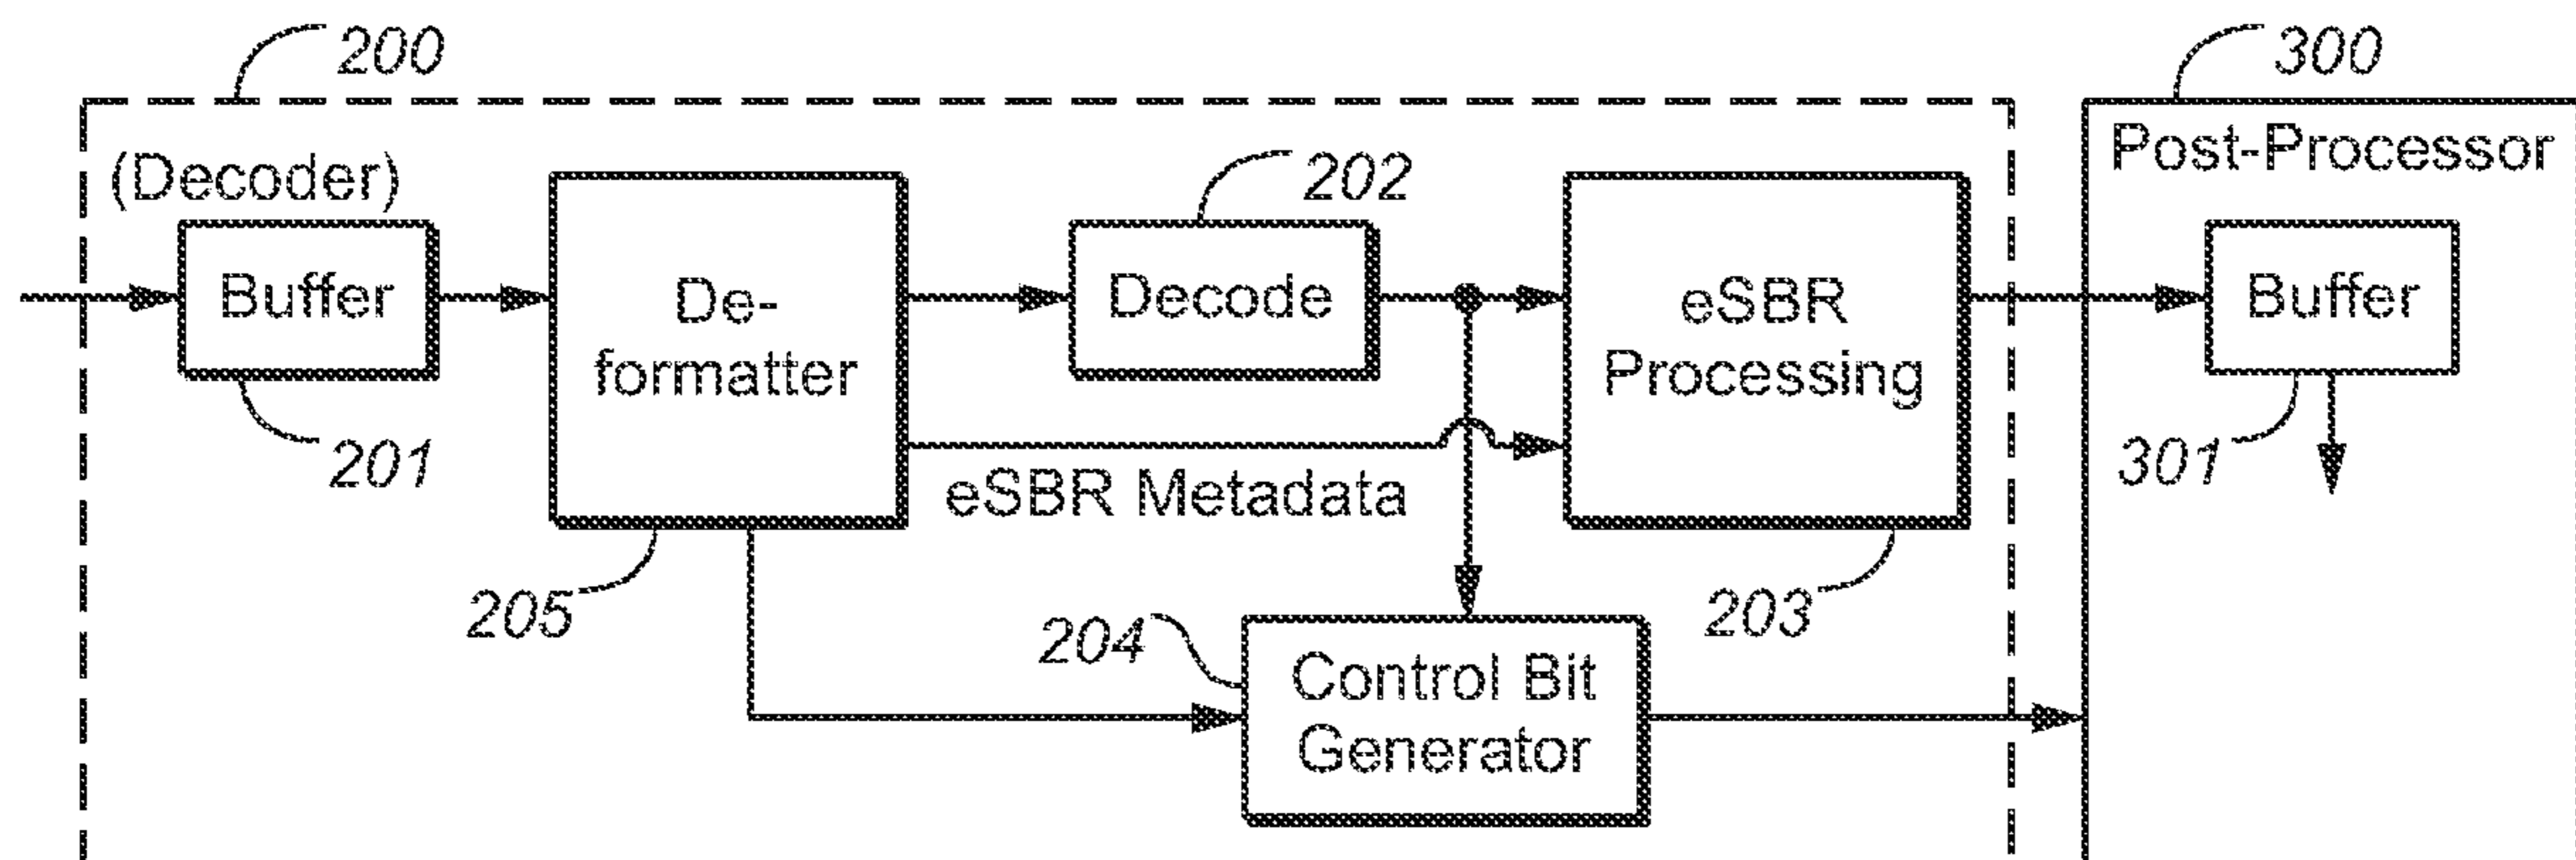 200
300
(Decoder)
Post-Processor
202
Buffer
De-
formatter
Decode
eSBR
Processing
Buffer
201
eSBR Metadata
301
205
204
203
Control Bit
Generator